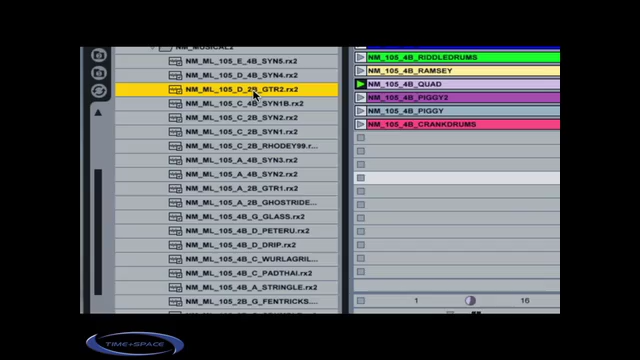 NM_MUSICAL2
NM_ML_105_E_4B_SYN5.rx2
NM_ML_105_D_4B_SYN4.rx2
NM_ML_105_D_2B_GTR2.rx2
NM_ML_105_C_4B_SYN1B.rx2
NM_ML_105_C_2B_SYN2.rx2
NM_ML_105_C_2B_SYN1.rx2
NM_ML_105_C_2B_RHODEY99.r...
NM_ML_105_A_4B_SYN3.rx2
NM_ML_105_A_4B_SYN2.rx2
NM_ML_105_A_2B_GTR1.rx2
NM_ML_105_A_2B_GHOSTRIDE...
NM_ML_105_4B_G_GLASS.rx2
NM_ML_105_4B_D_PETERU.rx2
NM_ML_105_4B_D_DRIP.rx2
NM_ML_105_4B_C_WURLAGRIL...
NM_ML_105_4B_C_PADTHAI.rx2
NM_ML_105_4B_A_STRINGLE.rx2
NM_ML_105_2B_G_FENTRICKS....
NM_105_4B_RIDDLEDRUMS
NM_105_4B_RAMSEY
NM_105_4B_QUAD
NM_105_4B_PIGGY2
NM_105_4B_PIGGY
NM_105_4B_CRANKDRUMS
1 16
TIME+SPACE